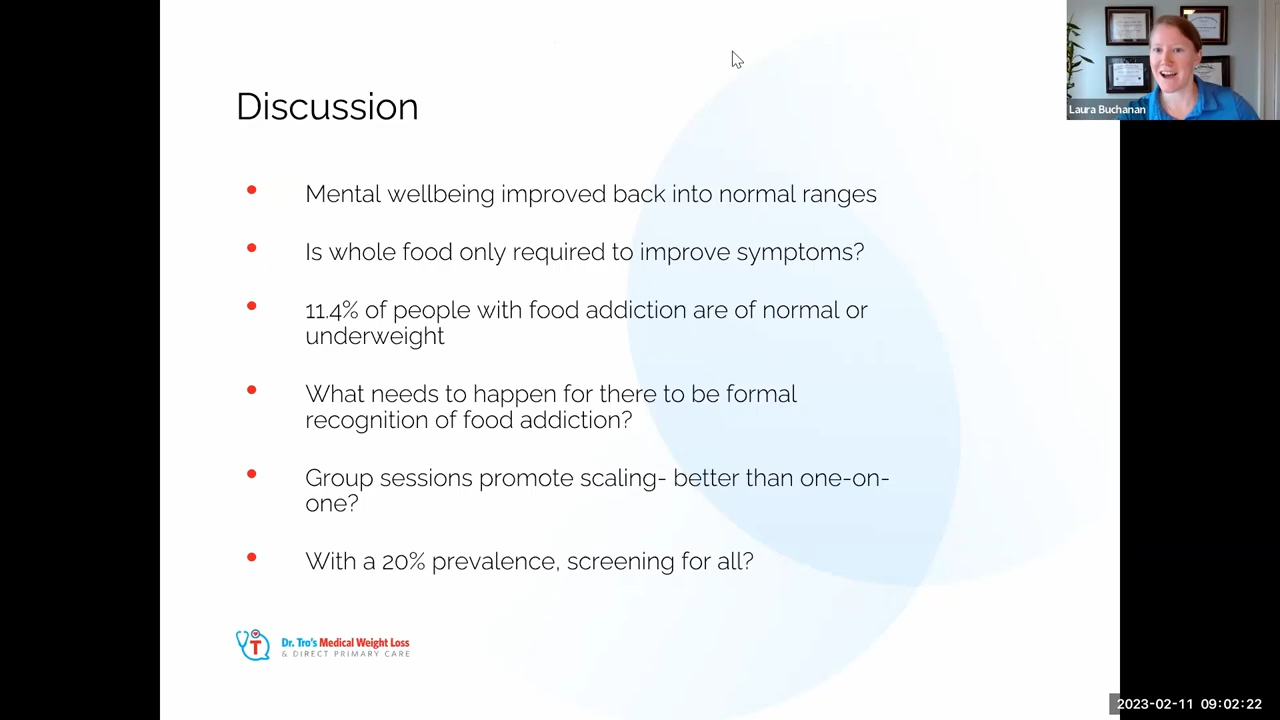 Laura Buchanan
Discussion
Mental wellbeing improved back into normal ranges
Is whole food only required to improve symptoms?
11.4% of people with food addiction are of normal or
underweight
What needs to happen for there to be formal
recognition of food addiction?
Group sessions promote scaling- better than one-on-
one?
With a 20% prevalence, screening for all?
T
Dr. Tro's Medical Weight Loss
& DIRECT PRIMARY CARE
2023-02-11 09:02:22